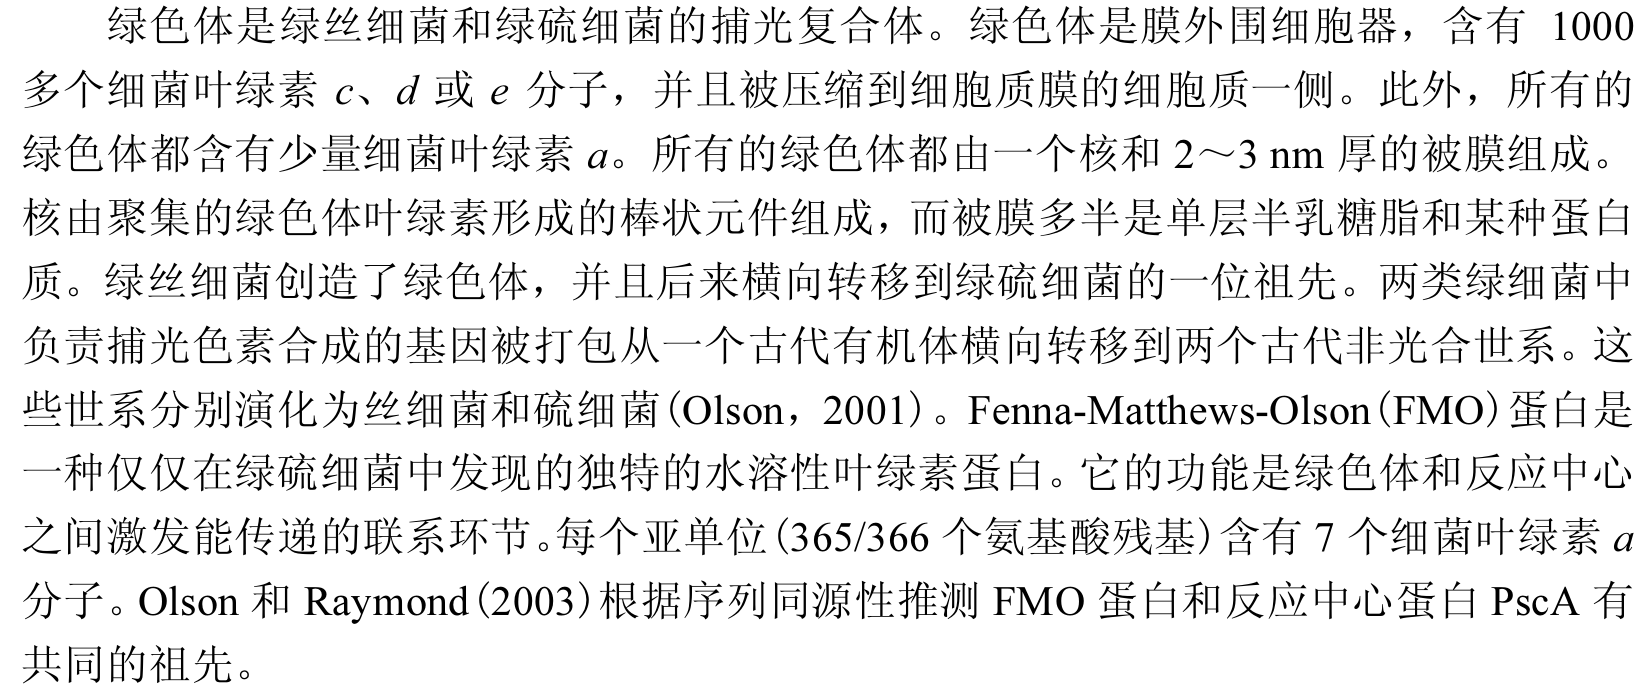 绿色体是绿丝细菌和绿硫细菌的捕光复合体。绿色体是膜外围细胞器，含有 1000
多个细菌叶绿素 c、d 或 e 分子，并且被压缩到细胞质膜的细胞质一侧。此外，所有的
绿色体都含有少量细菌叶绿素 a。所有的绿色体都由一个核和 2～3 nm 厚的被膜组成。
核由聚集的绿色体叶绿素形成的棒状元件组成，而被膜多半是单层半乳糖脂和某种蛋白
质。绿丝细菌创造了绿色体，并且后来横向转移到绿硫细菌的一位祖先。两类绿细菌中
负责捕光色素合成的基因被打包从一个古代有机体横向转移到两个古代非光合世系。这
些世系分别演化为丝细菌和硫细菌(Olson，2001)。Fenna-Matthews-Olson(FMO)蛋白是
一种仅仅在绿硫细菌中发现的独特的水溶性叶绿素蛋白。它的功能是绿色体和反应中心
之间激发能传递的联系环节。每个亚单位(365/366 个氨基酸残基)含有 7 个细菌叶绿素 a
分子。Olson 和 Raymond(2003)根据序列同源性推测 FMO 蛋白和反应中心蛋白 PscA 有
共同的祖先。